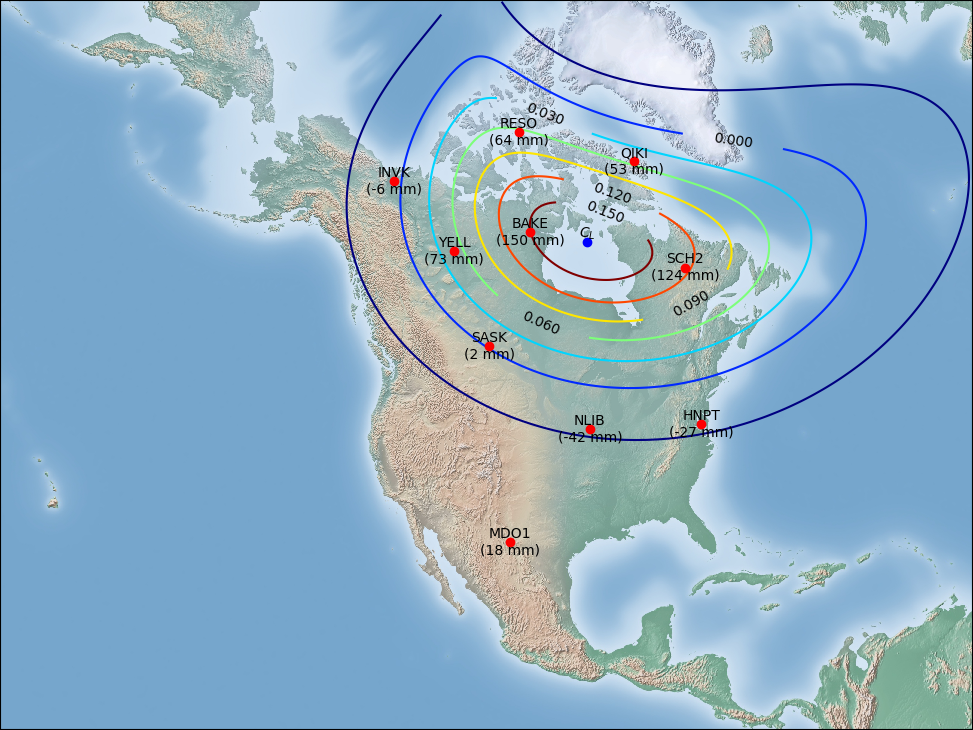 0.030
RESO
(64 mm)
0.000
QIKI
(53 mm)
INVK
(-6 mm)
0.120
0.150
BAKE
(150 mm)
CL
YELL
(73 mm)
SCH2
(124 mm)
0.090
0.060
SASK
(2 mm)
NLIB
(-42 mm)
HNPT
(-27 mm)
MDO1
(18 mm)